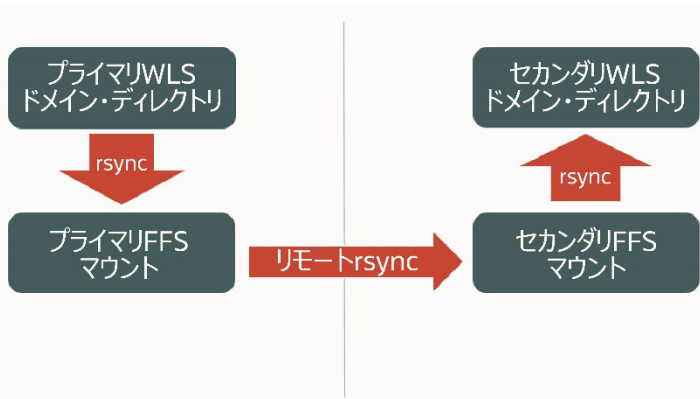 プライマリWLS
ドメイン・ディレクトリ
セカンダリWLS
ドメイン・ディレクトリ
rsync
rsync
プライマリFFS
マウント
リモートrsync
セカンダリFFS
マウント